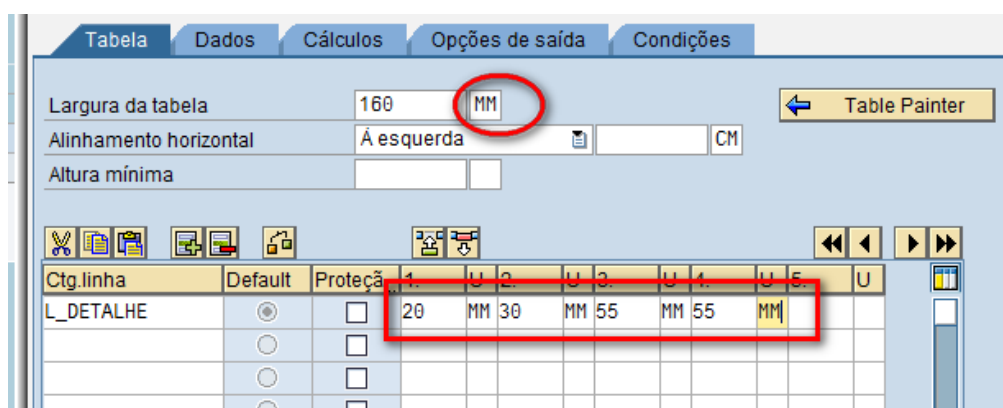 Tabela Dados Cálculos Opções de saída Condições
Largura da tabela 160 MM Table Painter
Alinhamento horizontal Á esquerda CM
Altura mínima
Ctg.linha Default Proteçã 1. U 2. U 3. U 4. U 5. U
L_DETALHE 20 MM 30 MM 55 MM 55 MM